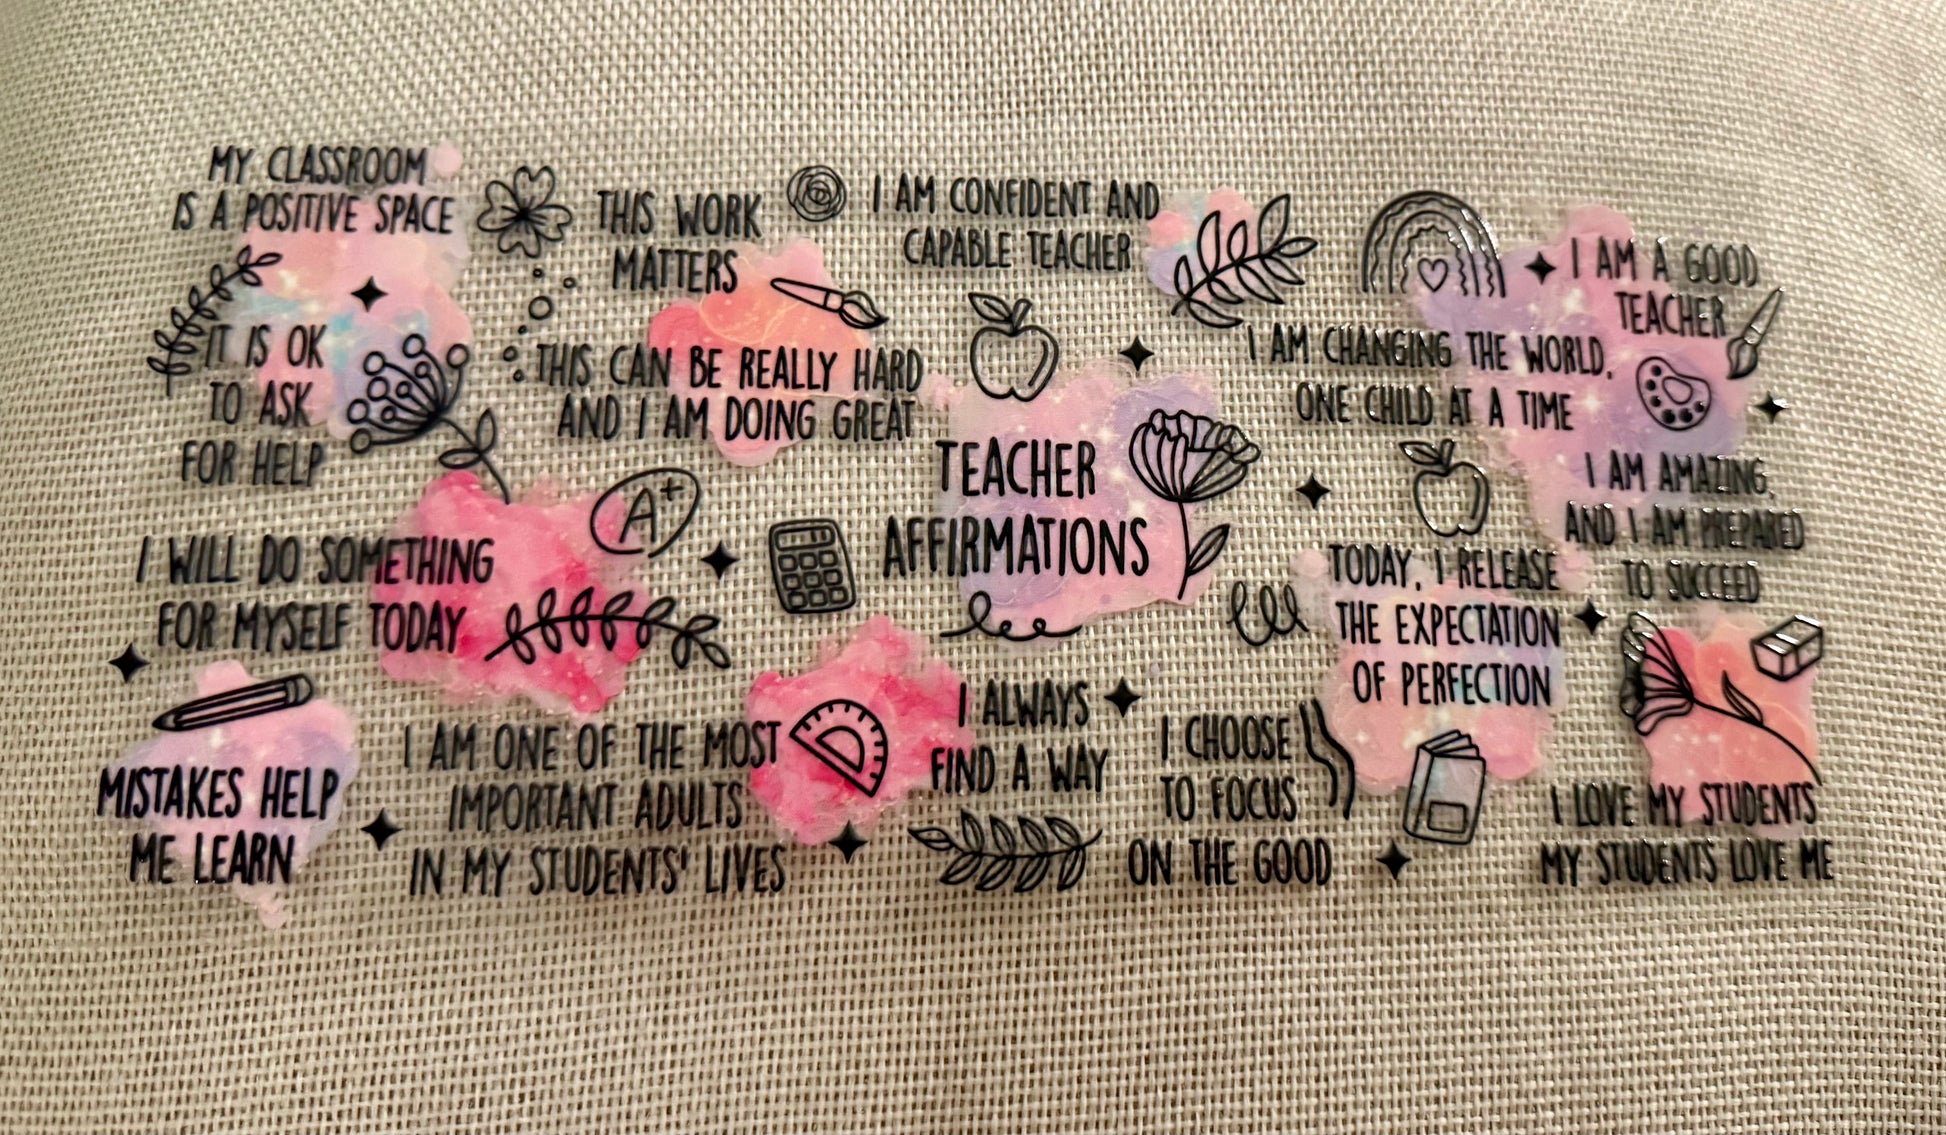 MY CLASSROOM
IS A POSITIVE SPACE
THIS WORK
MATTERS
I AM CONFIDENT AND
CAPABLE TEACHER
I AM A GOOD
TEACHER
IT IS OK
TO ASK
FOR HELP
THIS CAN BE REALLY HARD
AND I AM DOING GREAT
I AM CHANGING THE WORLD,
ONE CHILD AT A TIME
TEACHER
AFFIRMATIONS
I AM AMAZING,
AND I AM PREPARED
TO SUCCEED
I WILL DO SOMETHING
FOR MYSELF TODAY
A+
TODAY, I RELEASE
THE EXPECTATION
OF PERFECTION
MISTAKES HELP
ME LEARN
I AM ONE OF THE MOST
IMPORTANT ADULTS
IN MY STUDENTS' LIVES
I ALWAYS
FIND A WAY
I CHOOSE
TO FOCUS
ON THE GOOD
I LOVE MY STUDENTS
MY STUDENTS LOVE ME